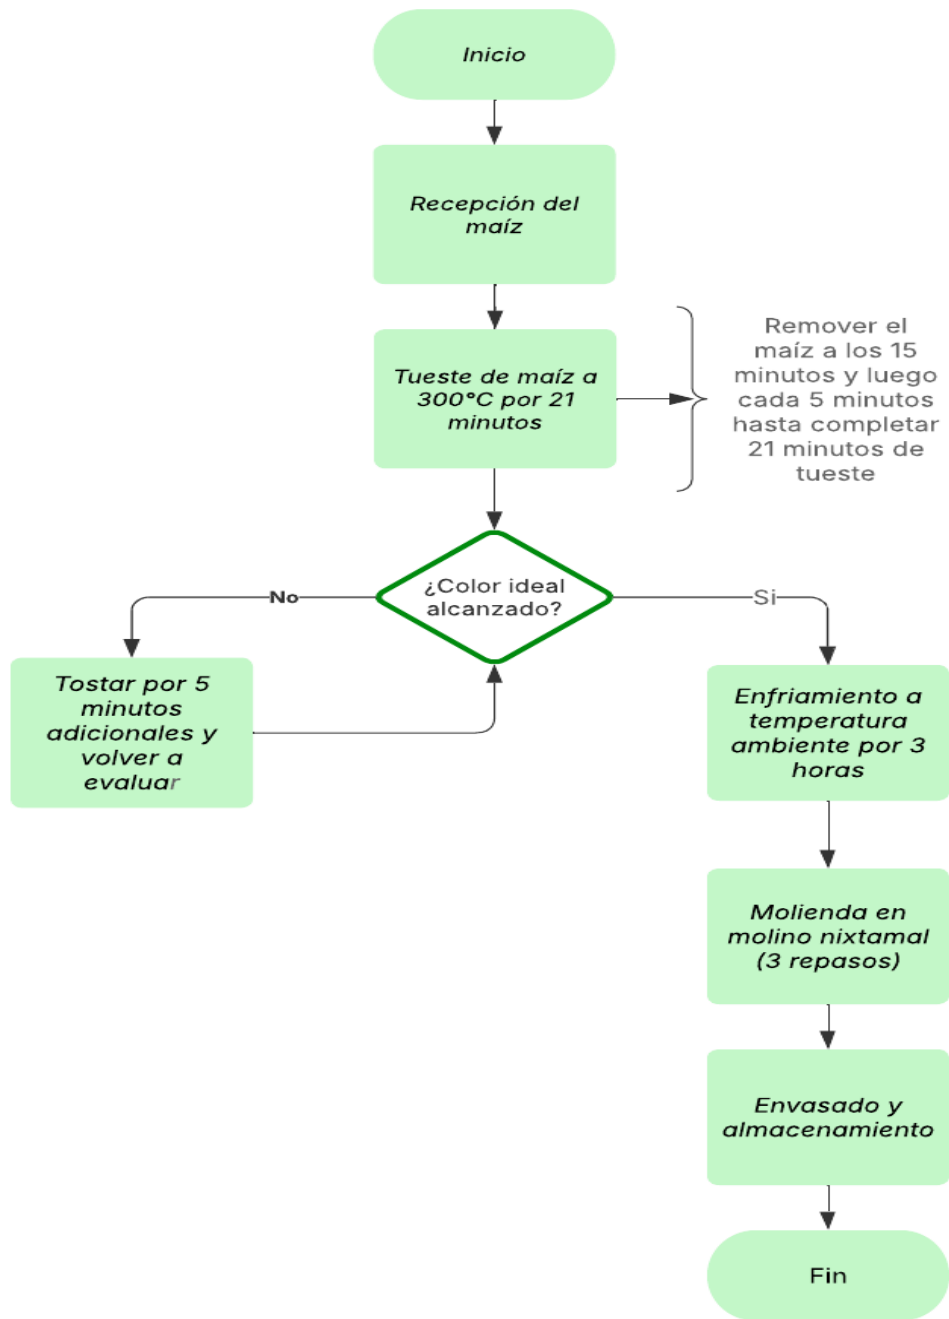 Inicio
Recepción del
maíz
Tueste de maíz a
300°C por 21
minutos
Remover el
maíz a los 15
minutos y luego
cada 5 minutos
hasta completar
21 minutos de
tueste
¿Color ideal
alcanzado?
No
Si
Tostar por 5
minutos
adicionales y
volver a
evaluar
Enfriamiento a
temperatura
ambiente por 3
horas
Molienda en
molino nixtamal
(3 repasos)
Envasado y
almacenamiento
Fin